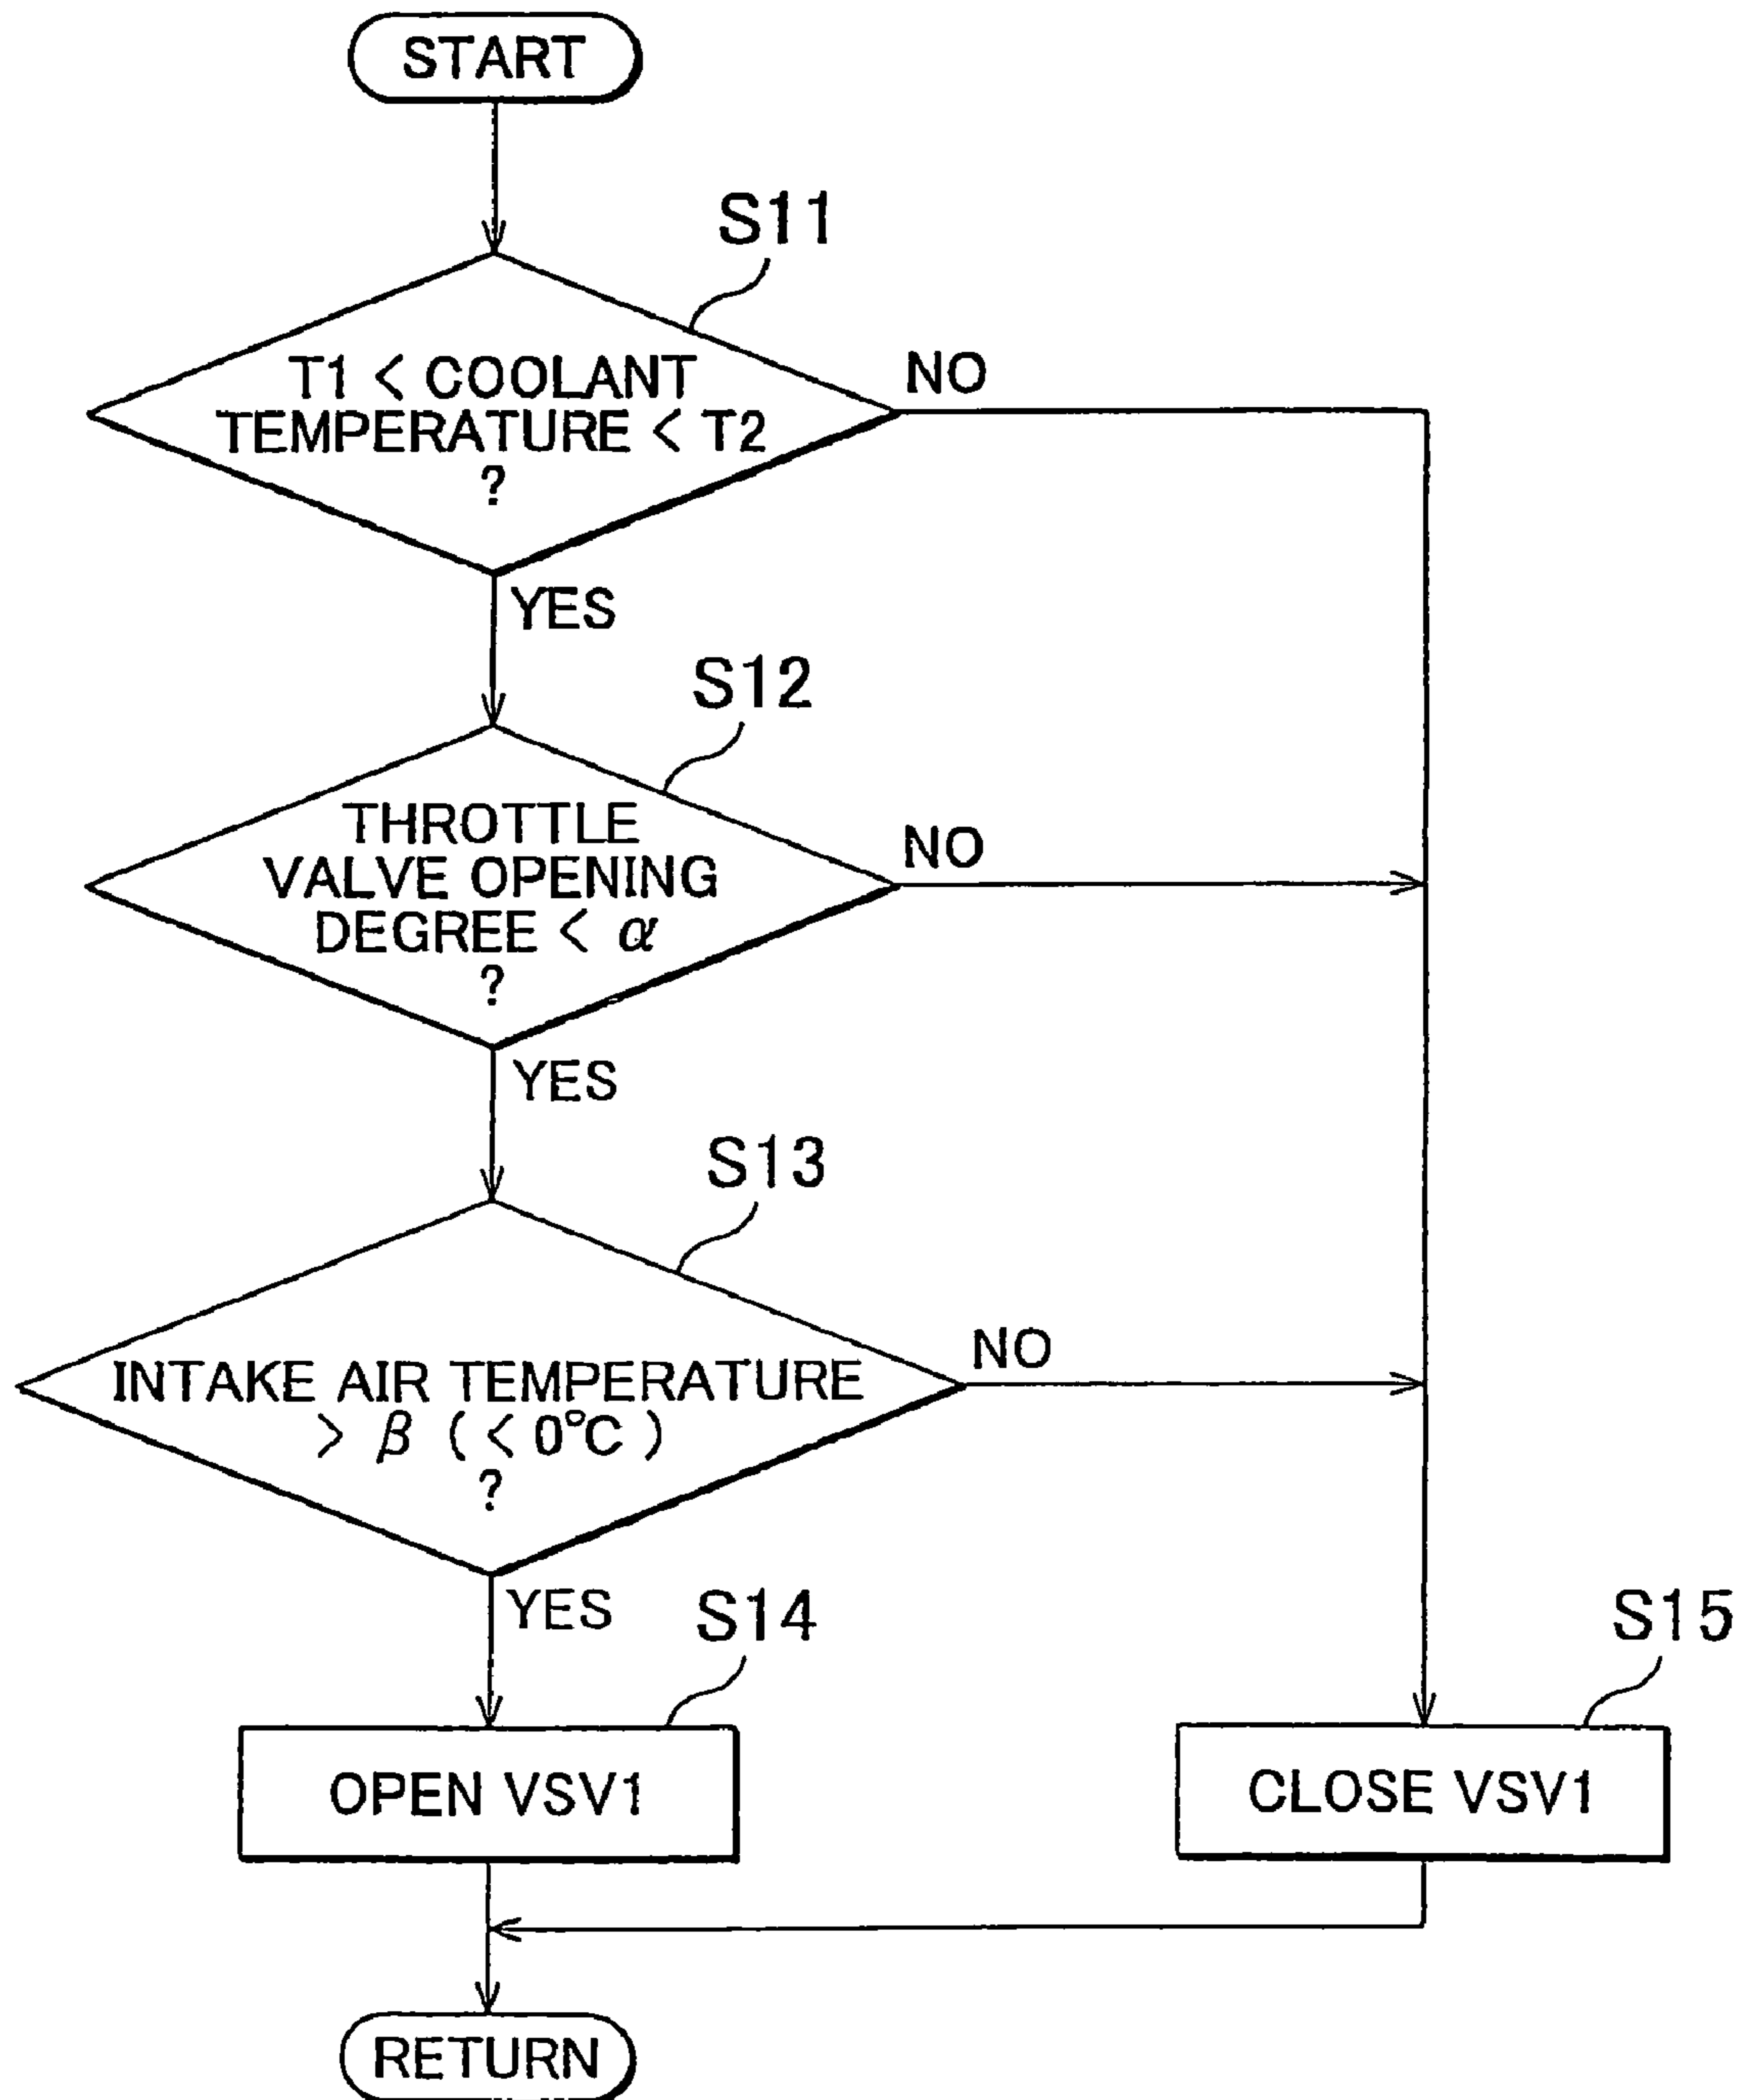 START
S11
T1 < COOLANT
TEMPERATURE < T2
?
NO
YES
S12
THROTTLE
VALVE OPENING
DEGREE < α
?
NO
YES
S13
INTAKE AIR TEMPERATURE
> β ( < 0°C )
?
NO
YES
S14
OPEN VSV1
S15
CLOSE VSV1
RETURN